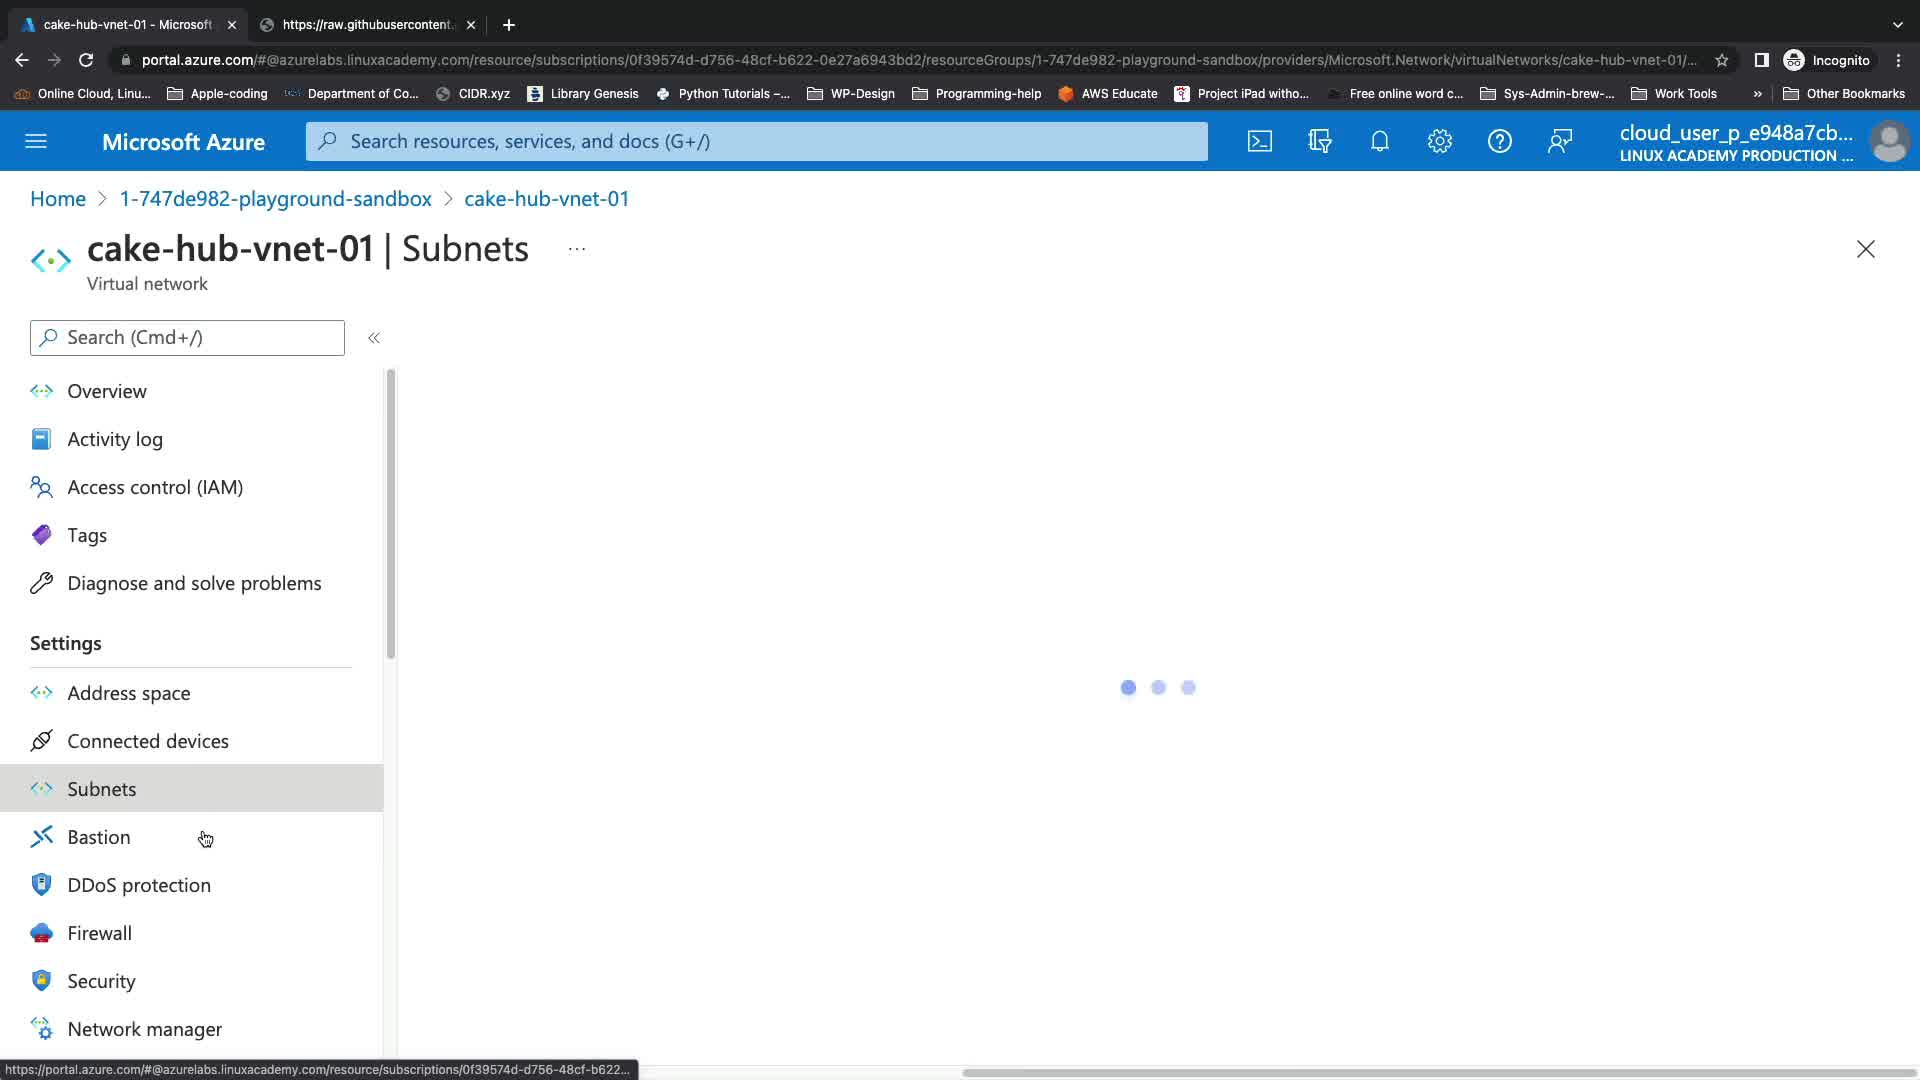 cake-hub-vnet-01 - Microsoft
https://raw.githubusercontent.
portal.azure.com/#@azurelabs.linuxacademy.com/resource/subscriptions/0f39574d-d756-48cf-b622-0e27a6943bd2/resourceGroups/1-747de982-playground-sandbox/providers/Microsoft.Network/virtualNetworks/cake-hub-vnet-01/...
Incognito
Online Cloud, Linu...
Apple-coding
Department of Co...
CIDR.xyz
Library Genesis
Python Tutorials –...
WP-Design
Programming-help
AWS Educate
Project iPad witho...
Free online word c...
Sys-Admin-brew-...
Work Tools
»
Other Bookmarks
Microsoft Azure
Search resources, services, and docs (G+/)
cloud_user_p_e948a7cb...
LINUX ACADEMY PRODUCTION ...
Home > 1-747de982-playground-sandbox > cake-hub-vnet-01
cake-hub-vnet-01 | Subnets ...
Virtual network
Search (Cmd+/)
«
Overview
Activity log
Access control (IAM)
Tags
Diagnose and solve problems
Settings
Address space
Connected devices
Subnets
Bastion
DDoS protection
Firewall
Security
Network manager
https://portal.azure.com/#@azurelabs.linuxacademy.com/resource/subscriptions/0f39574d-d756-48cf-b622...